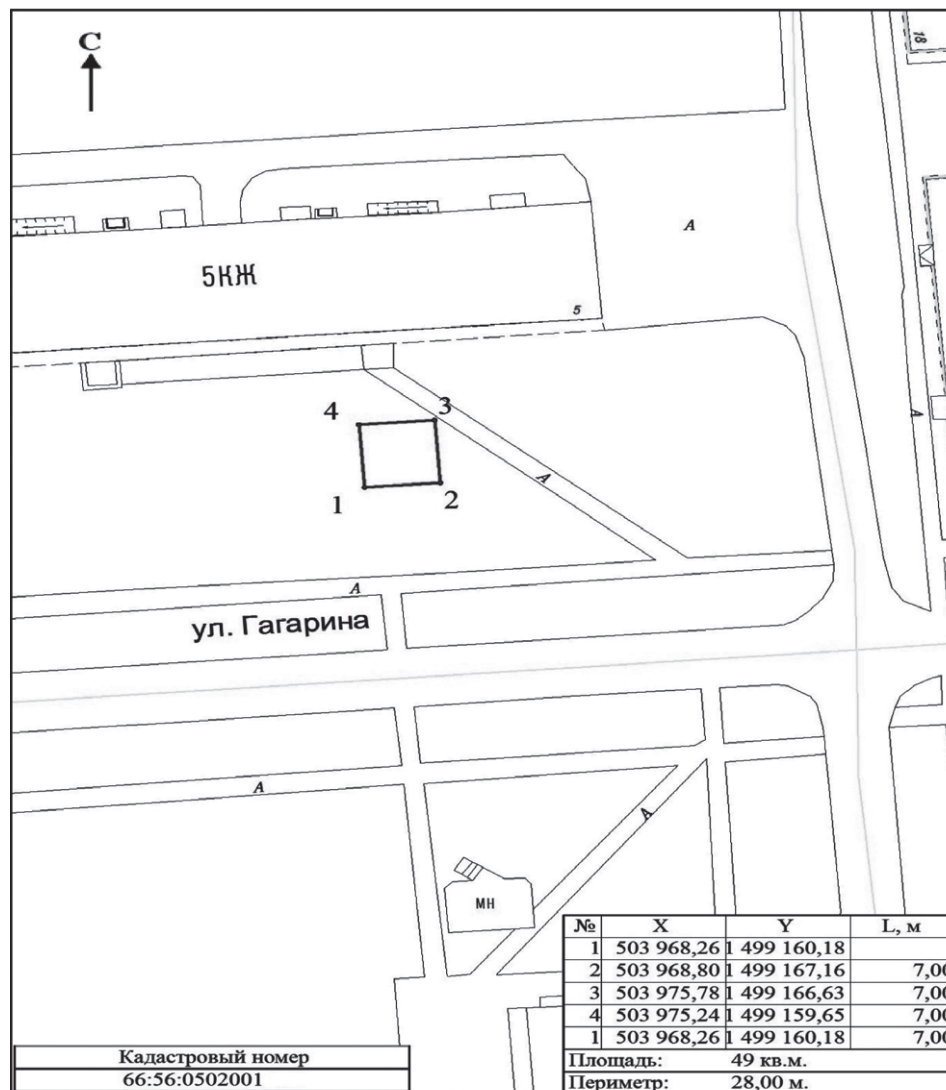 С
18
А
5КЖ
5
А
4
3
1
2
А
А
ул. Гагарина
А
А
МН
№ X Y L, м
1 503 968,26 1 499 160,18
2 503 968,80 1 499 167,16 7,00
3 503 975,78 1 499 166,63 7,00
4 503 975,24 1 499 159,65 7,00
1 503 968,26 1 499 160,18 7,00
Площадь: 49 кв.м.
Периметр: 28,00 м.
Кадастровый номер
66:56:0502001